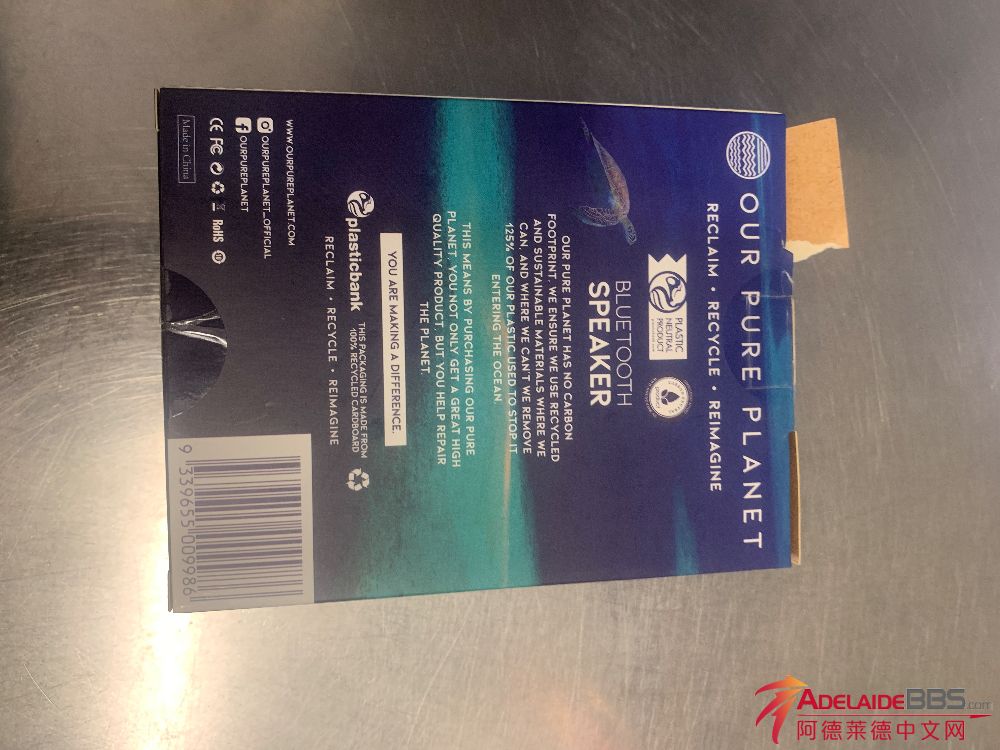 OUR PURE PLANET
RECLAIM • RECYCLE • REIMAGINE
PLASTIC
NEUTRAL
PRODUCT
BLUETOOTH
SPEAKER
OUR PURE PLANET HAS NO CARBON
FOOTPRINT. WE ENSURE WE USE RECYCLED
AND SUSTAINABLE MATERIALS WHERE WE
CAN, AND WHERE WE CAN'T WE REMOVE
125% OF OUR PLASTIC USED TO STOP IT
ENTERING THE OCEAN.
THIS MEANS BY PURCHASING OUR PURE
PLANET, YOU NOT ONLY GET A GREAT HIGH
QUALITY PRODUCT, BUT YOU HELP REPAIR
THE PLANET.
YOU ARE MAKING A DIFFERENCE.
plasticbank
THIS PACKAGING IS MADE FROM
100% RECYCLED CARDBOARD
RECLAIM • RECYCLE • REIMAGINE
WWW.OURPUREPLANET.COM
OURPUREPLANET_OFFICIAL
OURPUREPLANET
CE FC RoHS 10
Made in China
9 339655 009986
ADELAIDEBBS.com
阿德莱德中文网